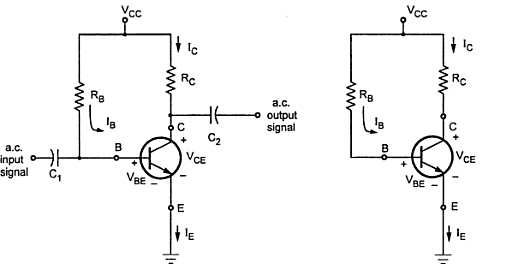 VCC
IC
RB
RC
IB
a.c. output signal
C
C2
a.c. input signal
C1
B
+
+
VCE
VBE
–
–
E
IE
VCC
IC
RB
RC
IB
C
B
+
+
VCE
VBE
–
–
E
IE